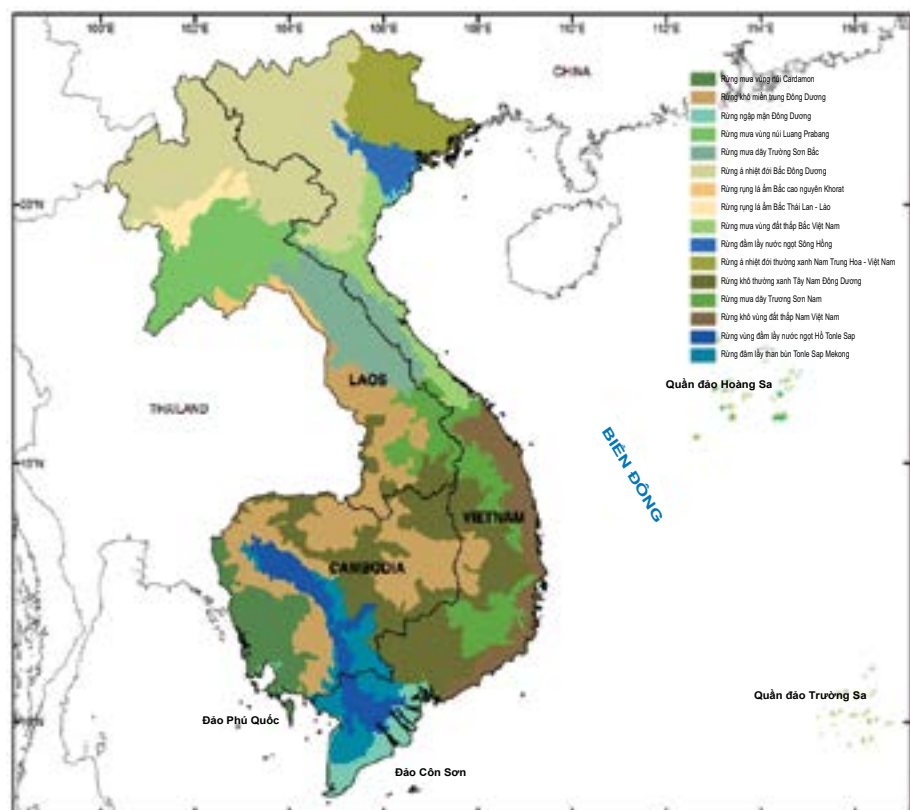 100°E 102°E 104°E 106°E 108°E 110°E 112°E 114°E 116°E
CHINA
Rừng mưa vùng núi Cardamon
Rừng khô miền trung Đông Dương
Rừng ngập mặn Đông Dương
Rừng mưa vùng núi Luang Prabang
Rừng mưa dãy Trường Sơn Bắc
Rừng á nhiệt đới Bắc Đông Dương
Rừng rụng lá ẩm Bắc cao nguyên Khorat
Rừng rụng lá ẩm Bắc Thái Lan - Lào
Rừng mưa vùng đất thấp Bắc Việt Nam
Rừng đầm lầy nước ngọt Sông Hồng
Rừng á nhiệt đới thường xanh Nam Trung Hoa - Việt Nam
Rừng khô thường xanh Tây Nam Đông Dương
Rừng mưa dãy Trương Sơn Nam
Rừng khô vùng đất thấp Nam Việt Nam
Rừng vùng đầm lầy nước ngọt Hồ Tonle Sap
Rừng đầm lầy than bùn Tonle Sap Mekong
20°N
LAOS
Quần đảo Hoàng Sa
THAILAND
BIỂN ĐÔNG
15°N
VIETNAM
CAMBODIA
Quần đảo Trường Sa
Đảo Phú Quốc
10°N
Đảo Côn Sơn